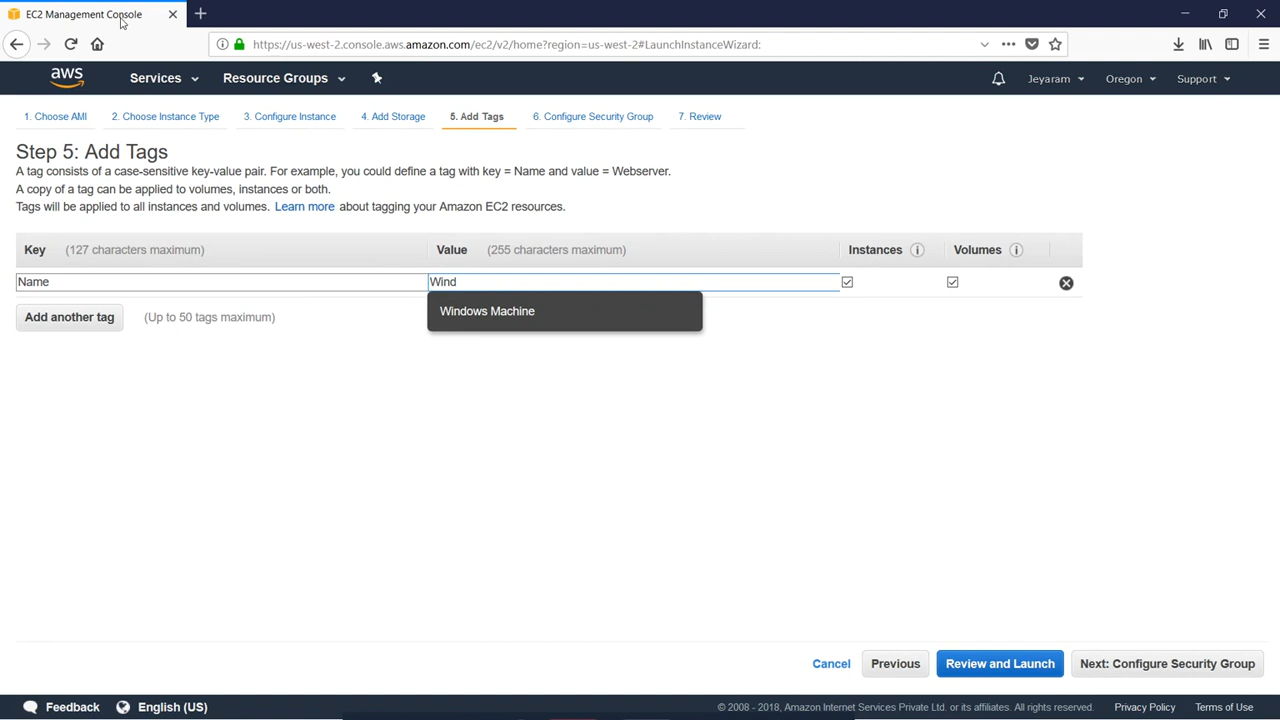 EC2 Management Console
https://us-west-2.console.aws.amazon.com/ec2/v2/home?region=us-west-2#LaunchInstanceWizard:
aws Services Resource Groups Jeyaram Oregon Support
1. Choose AMI 2. Choose Instance Type 3. Configure Instance 4. Add Storage 5. Add Tags 6. Configure Security Group 7. Review
Step 5: Add Tags
A tag consists of a case-sensitive key-value pair. For example, you could define a tag with key = Name and value = Webserver.
A copy of a tag can be applied to volumes, instances or both.
Tags will be applied to all instances and volumes. Learn more about tagging your Amazon EC2 resources.
Key (127 characters maximum) Value (255 characters maximum) Instances Volumes
Name Wind
Windows Machine
Add another tag (Up to 50 tags maximum)
Cancel Previous Review and Launch Next: Configure Security Group
Feedback English (US) © 2008 - 2018, Amazon Internet Services Private Ltd. or its affiliates. All rights reserved. Privacy Policy Terms of Use